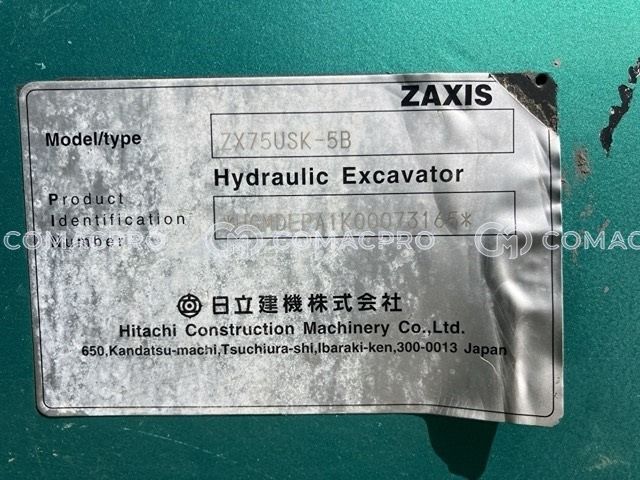 ZAXIS
Model/type ZX75USK-5B
Hydraulic Excavator
Product
Identification
Number
COMACPRO COMACPRO COMACPRO
日立建機株式会社
Hitachi Construction Machinery Co.,Ltd.
650,Kandatsu-machi,Tsuchiura-shi,Ibaraki-ken,300-0013 Japan